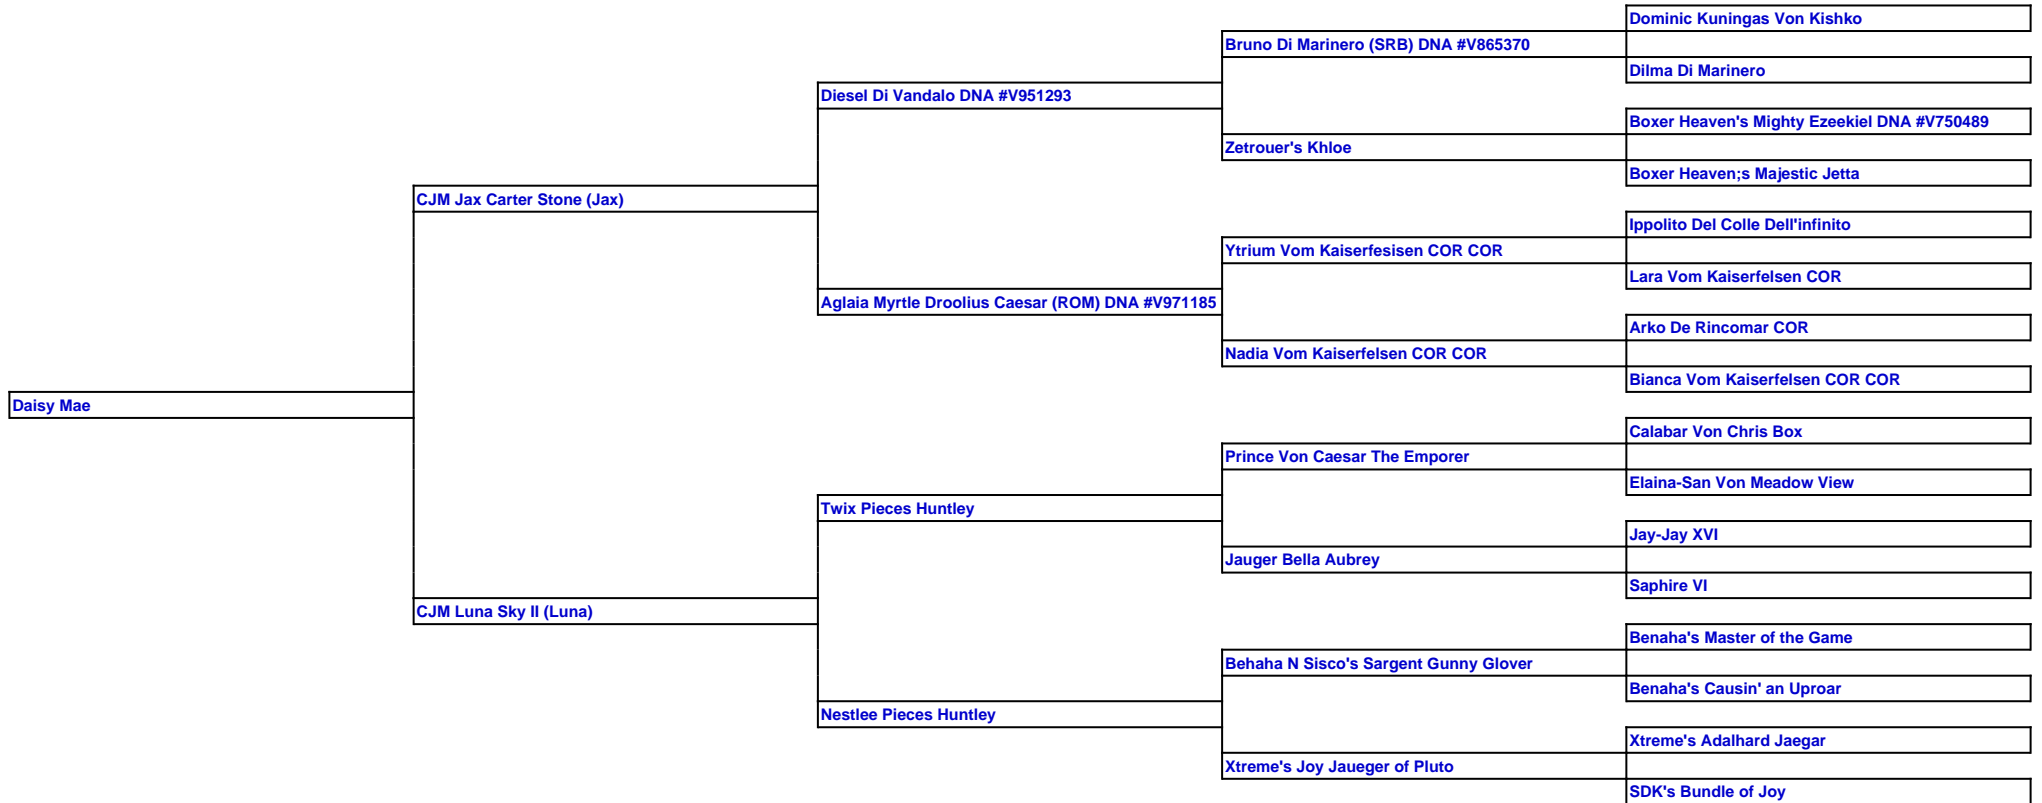 Dominic Kuningas Von Kishko
Bruno Di Marinero (SRB) DNA #V865370
Dilma Di Marinero
Diesel Di Vandalo DNA #V951293
Boxer Heaven's Mighty Ezeekiel DNA #V750489
Zetrouer's Khloe
Boxer Heaven;s Majestic Jetta
CJM Jax Carter Stone (Jax)
Ippolito Del Colle Dell'infinito
Ytrium Vom Kaiserfesisen COR COR
Lara Vom Kaiserfelsen COR
Aglaia Myrtle Droolius Caesar (ROM) DNA #V971185
Arko De Rincomar COR
Nadia Vom Kaiserfelsen COR COR
Bianca Vom Kaiserfelsen COR COR
Daisy Mae
Calabar Von Chris Box
Prince Von Caesar The Emporer
Elaina-San Von Meadow View
Twix Pieces Huntley
Jay-Jay XVI
Jauger Bella Aubrey
Saphire VI
CJM Luna Sky II (Luna)
Benaha's Master of the Game
Behaha N Sisco's Sargent Gunny Glover
Benaha's Causin' an Uproar
Nestlee Pieces Huntley
Xtreme's Adalhard Jaegar
Xtreme's Joy Jaueger of Pluto
SDK's Bundle of Joy